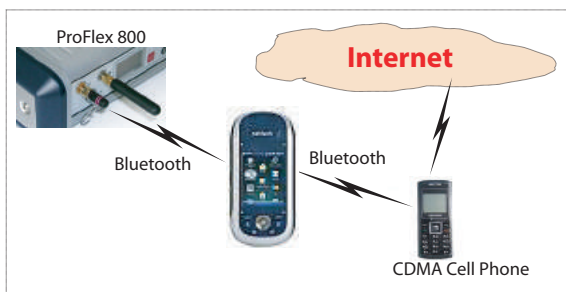 ProFlex 800
Internet
Bluetooth
Bluetooth
CDMA Cell Phone